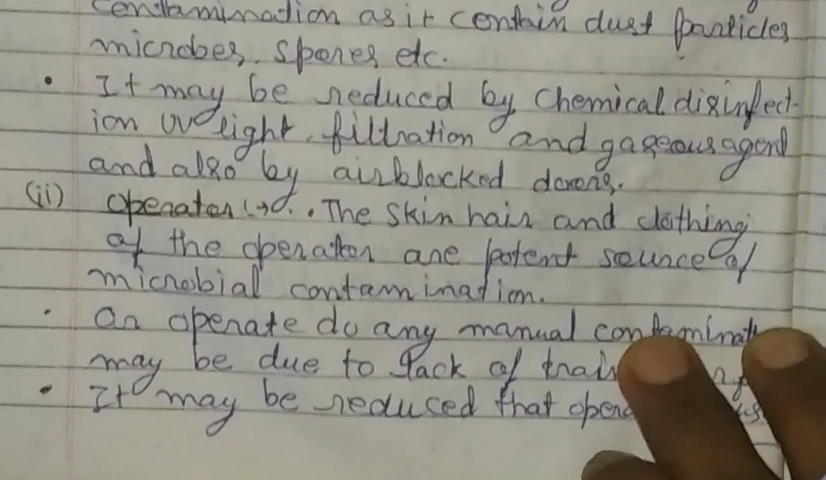 contamination as it contain dust particles
microbes, spores etc.
• It may be reduced by chemical disinfect-
ion UV light, filtration and gaseous agent
and also by airblocked doors.
(ii) operator :→ . The skin hair and clothing
of the operator are potent source of
microbial contamination.
• an operate do any manual
may be due to lack of
• It may be reduced that